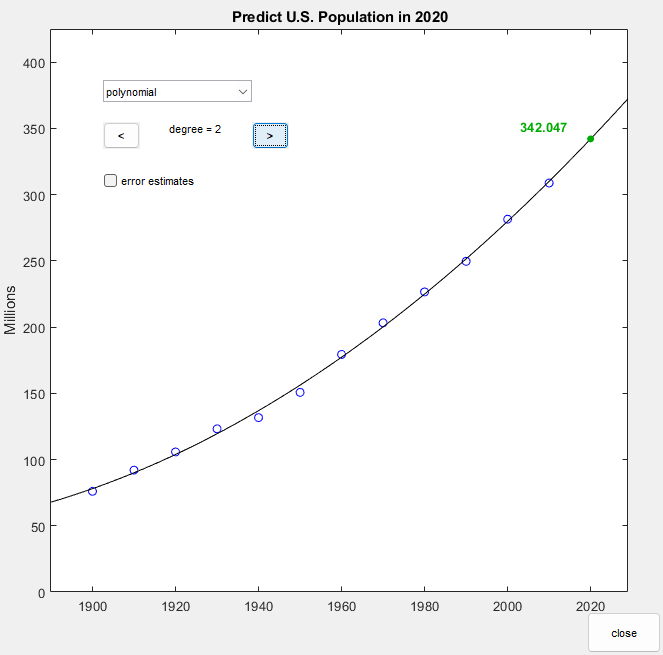 Predict U.S. Population in 2020
400
polynomial
< degree = 2 >
342.047
350
error estimates
300
250
Millions
200
150
100
50
0
1900 1920 1940 1960 1980 2000 2020
close